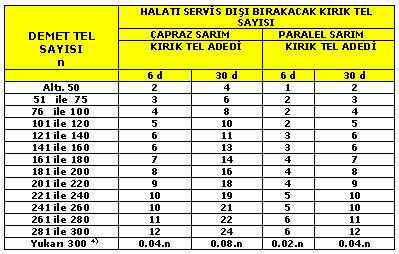 DEMET TEL SAYISI n
HALATI SERVİS DIŞI BIRAKACAK KIRIK TEL SAYISI
ÇAPRAZ SARIM PARALEL SARIM
KIRIK TEL ADEDİ KIRIK TEL ADEDİ
6 d 30 d 6 d 30 d
Altı. 50 2 4 1 2
51 ile 75 3 6 2 3
76 ile 100 4 8 2 4
101 ile 120 5 10 2 5
121 ile 140 6 11 3 6
141 ile 160 6 13 3 6
161 ile 180 7 14 4 7
181 ile 200 8 16 4 8
201 ile 220 9 18 4 9
221 ile 240 10 19 5 10
241 ile 260 10 21 5 10
261 ile 280 11 22 6 11
281 ile 300 12 24 6 12
Yukarı 300 4) 0.04.n 0.08.n 0.02.n 0.04.n